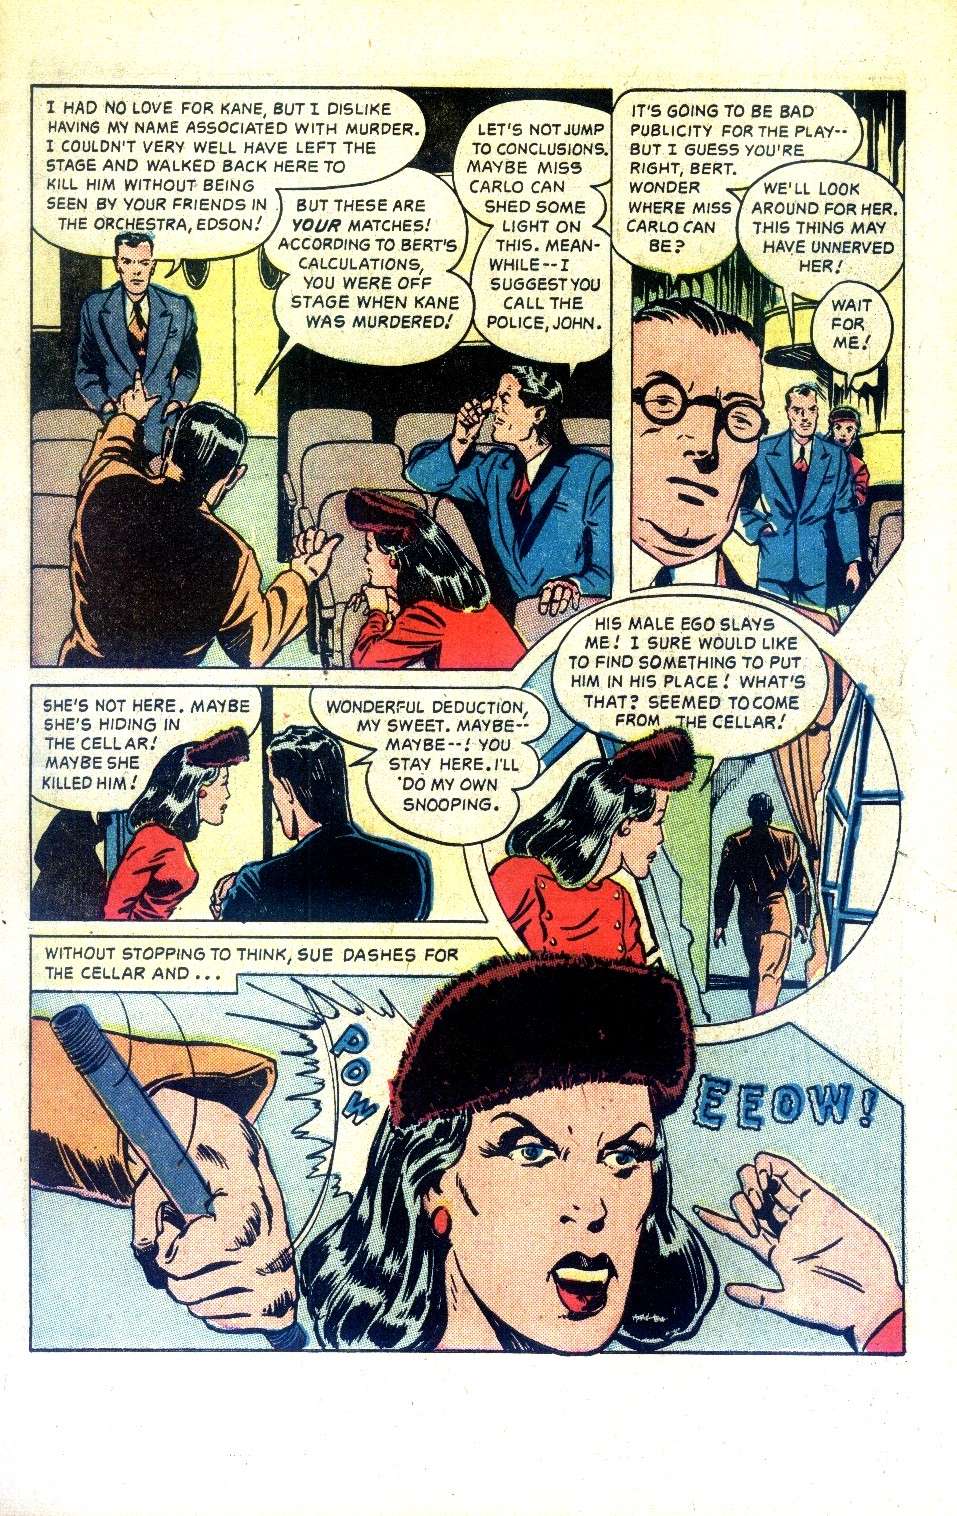 I HAD NO LOVE FOR KANE, BUT I DISLIKE
HAVING MY NAME ASSOCIATED WITH MURDER.
I COULDN'T VERY WELL HAVE LEFT THE
STAGE AND WALKED BACK HERE TO
KILL HIM WITHOUT BEING
SEEN BY YOUR FRIENDS IN
THE ORCHESTRA, EDSON!
BUT THESE ARE
YOUR MATCHES!
ACCORDING TO BERT'S
CALCULATIONS,
YOU WERE OFF
STAGE WHEN KANE
WAS MURDERED!
LET'S NOT JUMP
TO CONCLUSIONS.
MAYBE MISS
CARLO CAN
SHED SOME
LIGHT ON
THIS. MEAN-
WHILE--I
SUGGEST YOU
CALL THE
POLICE, JOHN.
IT'S GOING TO BE BAD
PUBLICITY FOR THE PLAY--
BUT I GUESS YOU'RE
RIGHT, BERT.
WONDER
WHERE MISS
CARLO CAN
BE?
WE'LL LOOK
AROUND FOR HER.
THIS THING MAY
HAVE UNNERVED
HER!
WAIT
FOR
ME!
SHE'S NOT HERE. MAYBE
SHE'S HIDING IN
THE CELLAR!
MAYBE SHE
KILLED HIM!
WONDERFUL DEDUCTION,
MY SWEET. MAYBE--
MAYBE--! YOU
STAY HERE. I'LL
DO MY OWN
SNOOPING.
HIS MALE EGO SLAYS
ME! I SURE WOULD LIKE
TO FIND SOMETHING TO PUT
HIM IN HIS PLACE! WHAT'S
THAT? SEEMED TO COME
FROM THE CELLAR!
WITHOUT STOPPING TO THINK, SUE DASHES FOR
THE CELLAR AND . . .
POW
EEOW!